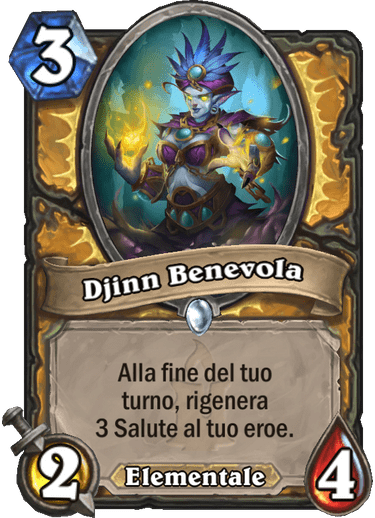 3
Djinn Benevola
Alla fine del tuo
turno, rigenera
3 Salute al tuo eroe.
2
Elementale
4